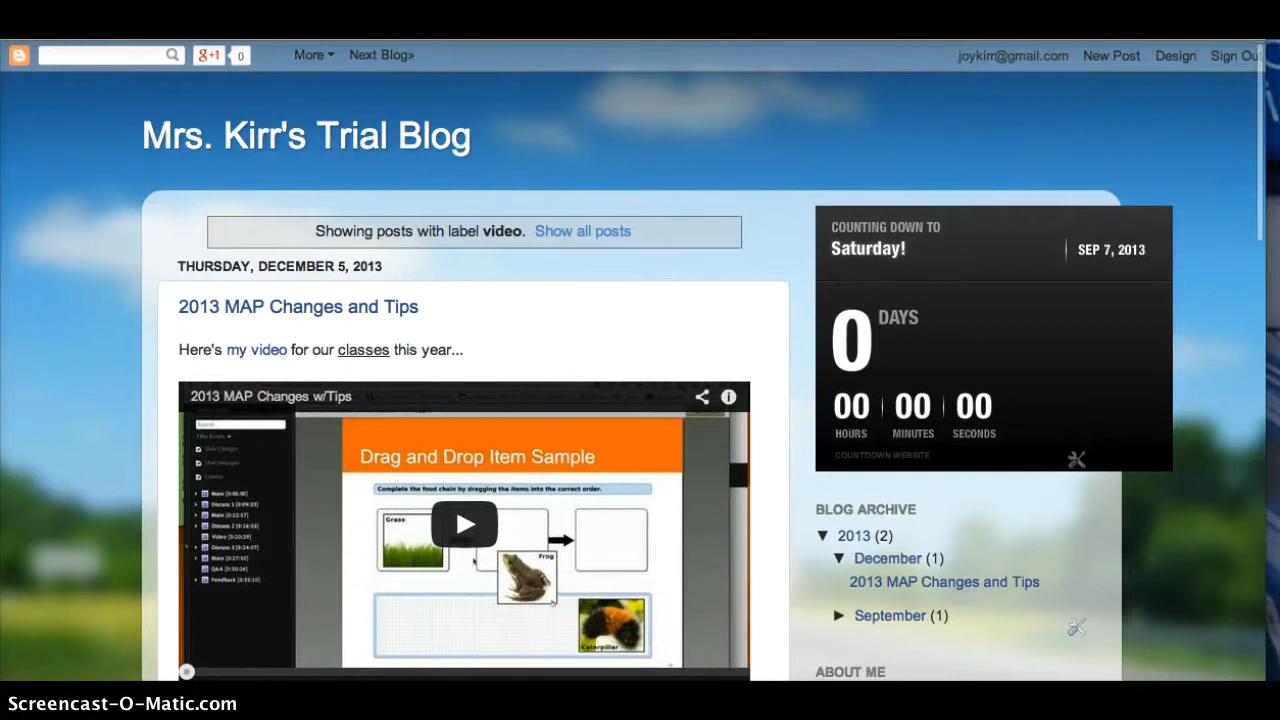 g+1 0 More Next Blog» joykirr@gmail.com New Post Design Sign Out
Mrs. Kirr's Trial Blog
Showing posts with label video. Show all posts
THURSDAY, DECEMBER 5, 2013
2013 MAP Changes and Tips
Here's my video for our classes this year...
2013 MAP Changes w/Tips
Search
Drag and Drop Item Sample
Complete the food chain by dragging the items into the correct order.
Grass
Frog
Caterpillar
COUNTING DOWN TO
Saturday!
SEP 7, 2013
0 DAYS
00 00 00
HOURS MINUTES SECONDS
COUNTDOWN WEBSITE
BLOG ARCHIVE
▼ 2013 (2)
▼ December (1)
2013 MAP Changes and Tips
► September (1)
ABOUT ME
Screencast-O-Matic.com